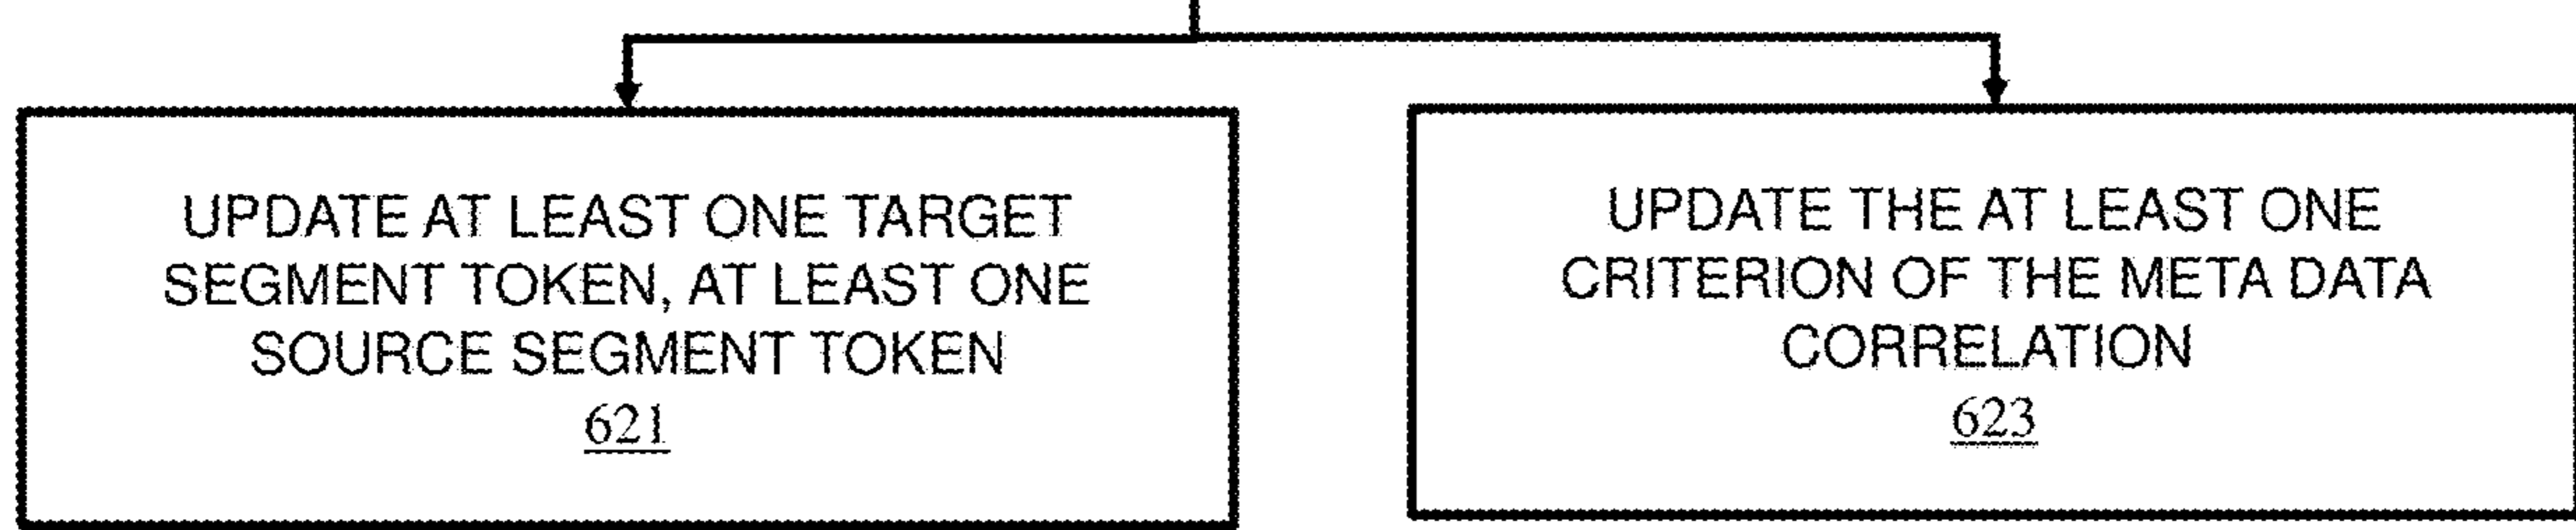 UPDATE AT LEAST ONE TARGET
SEGMENT TOKEN, AT LEAST ONE
SOURCE SEGMENT TOKEN
621
UPDATE THE AT LEAST ONE
CRITERION OF THE META DATA
CORRELATION
623